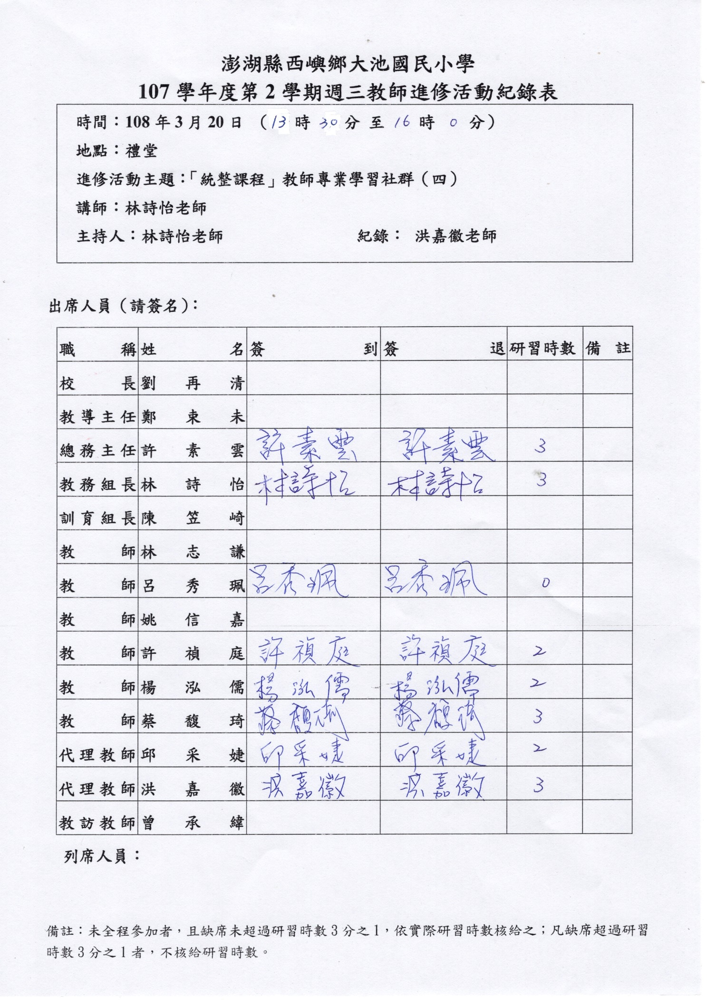 澎湖縣西嶼鄉大池國民小學
107 學年度第 2 學期週三教師進修活動紀錄表
時間：108 年 3 月 20 日 （13 時 30 分 至 16 時 0 分）
地點：禮堂
進修活動主題：「統整課程」教師專業學習社群（四）
講師：林詩怡老師
主持人：林詩怡老師 紀錄： 洪嘉徽老師
出席人員（請簽名）：
職稱 姓名 簽到 簽退 研習時數 備註
校長 劉再清
教導主任 鄭束未
總務主任 許素雲 許素雲 許素雲 3
教務組長 林詩怡 林詩怡 林詩怡 3
訓育組長 陳笠崎
教師 林志謙
教師 呂秀珮 呂秀珮 呂秀珮 0
教師 姚信嘉
教師 許禎庭 許禎庭 許禎庭 2
教師 楊泓儒 楊泓儒 楊泓儒 2
教師 蔡馥琦 蔡馥琦 蔡馥琦 3
代理教師 邱采婕 邱采婕 邱采婕 2
代理教師 洪嘉徽 洪嘉徽 洪嘉徽 3
教訪教師 曾承緯
列席人員：
備註：未全程參加者，且缺席未超過研習時數 3 分之 1，依實際研習時數核給之；凡缺席超過研習
時數 3 分之 1 者，不核給研習時數。